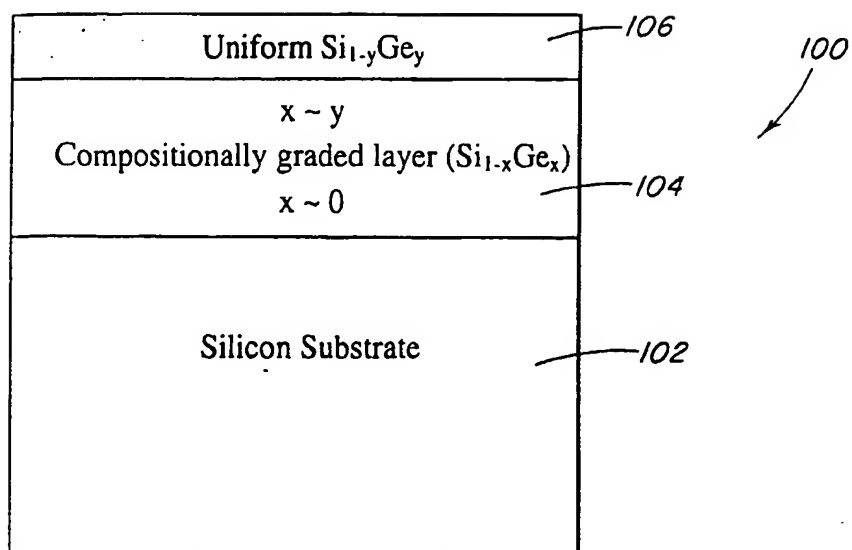 Uniform Si₁₋yGey
106
100
x ~ y
Compositionally graded layer (Si₁₋ₓGeₓ)
104
x ~ 0
Silicon Substrate
102